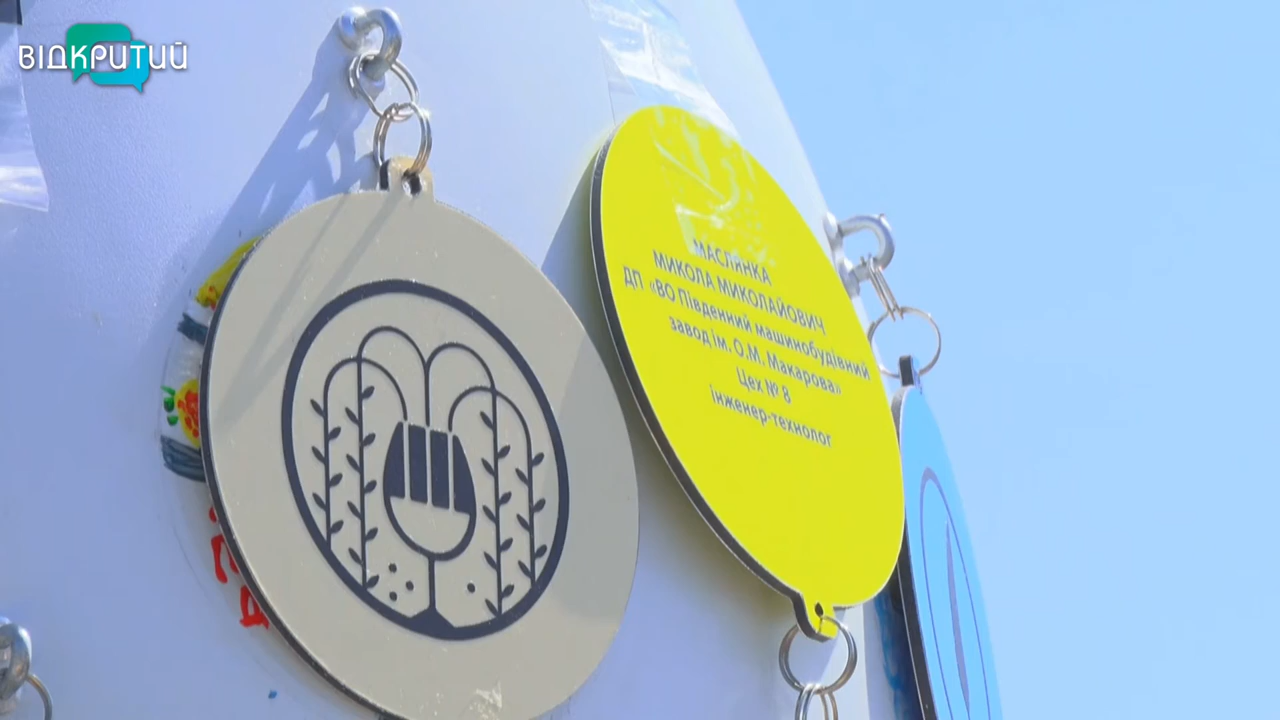 ВІДКРИТИЙ
МАСЛЯНКА
МИКОЛА МИКОЛАЙОВИЧ
ДП «ВО Південний машинобудівний
завод ім. О.М. Макарова»
Цех № 8
інженер-технолог